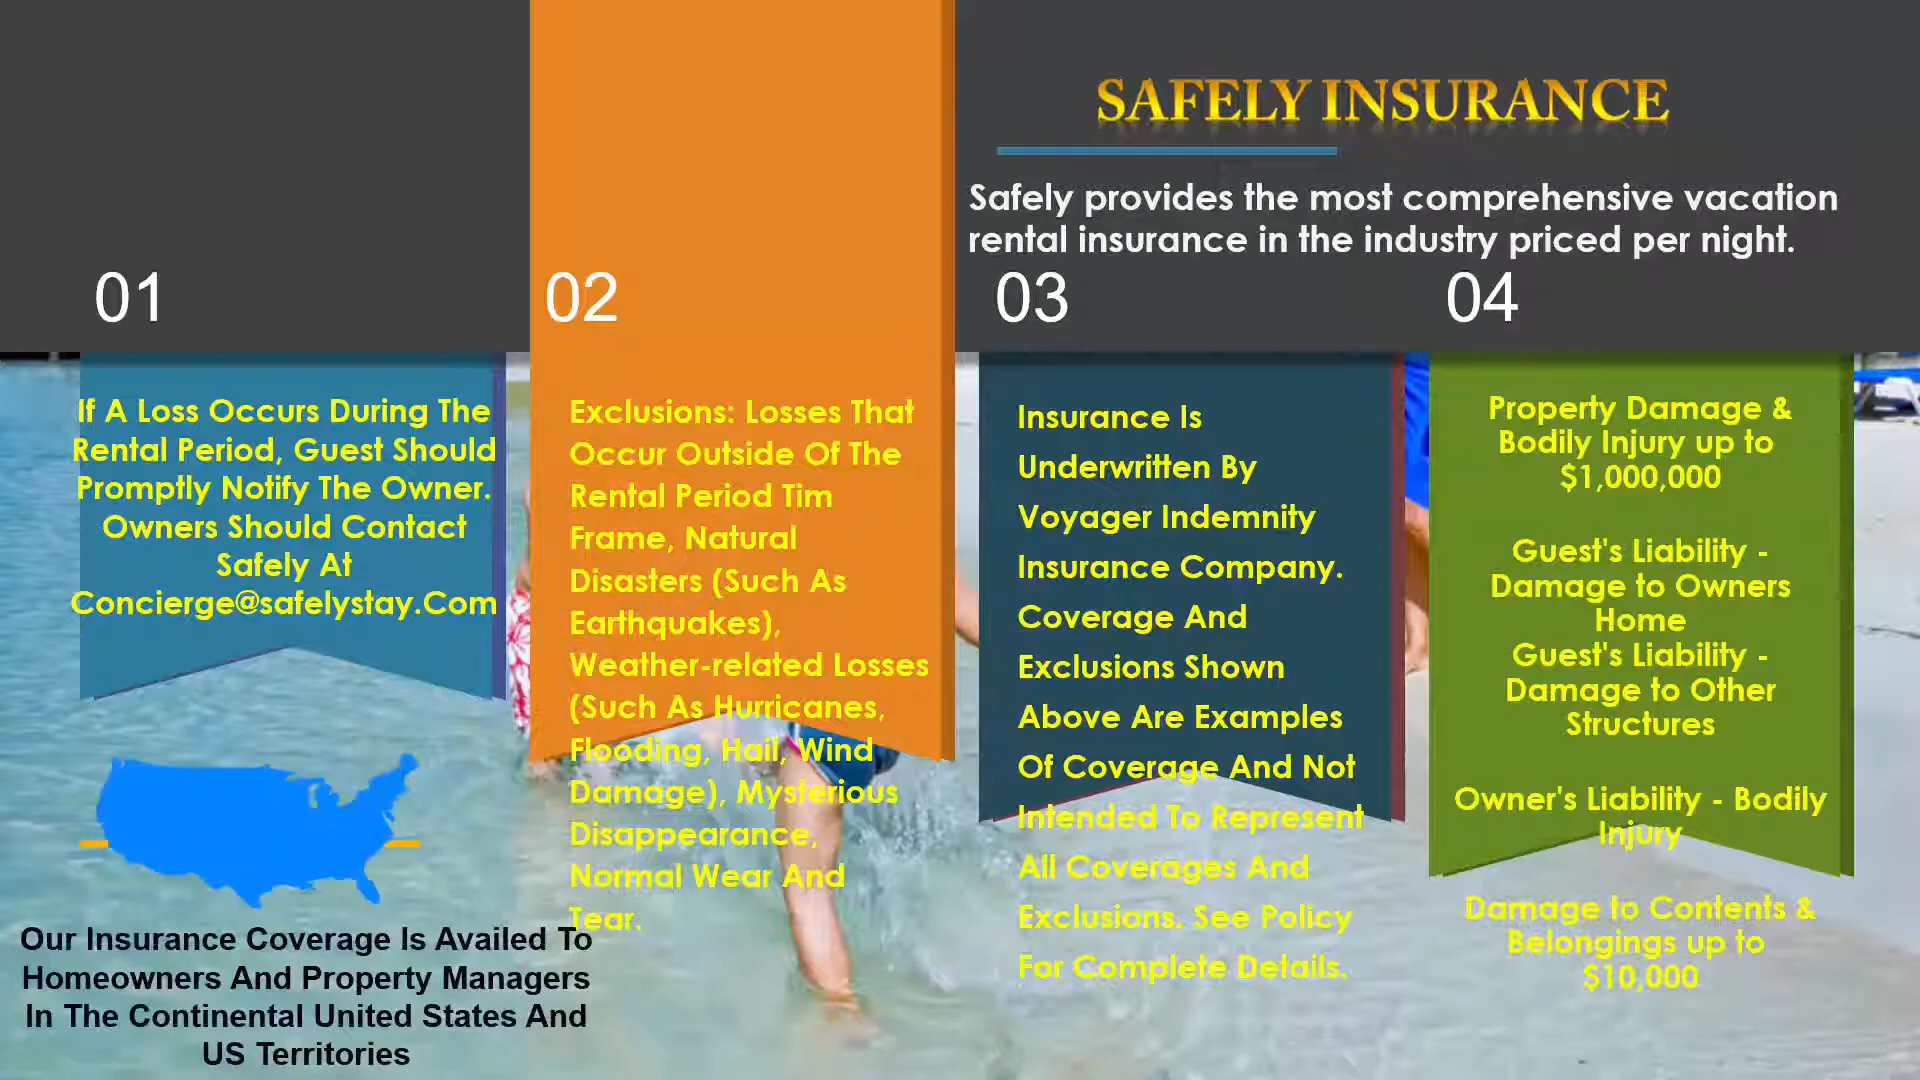 SAFELY INSURANCE
Safely provides the most comprehensive vacation
rental insurance in the industry priced per night.
01
If A Loss Occurs During The
Rental Period, Guest Should
Promptly Notify The Owner.
Owners Should Contact
Safely At
Concierge@safelystay.Com
02
Exclusions: Losses That
Occur Outside Of The
Rental Period Tim
Frame, Natural
Disasters (Such As
Earthquakes),
Weather-related Losses
(Such As Hurricanes,
Flooding, Hail, Wind
Damage), Mysterious
Disappearance,
Normal Wear And
Tear.
03
Insurance Is
Underwritten By
Voyager Indemnity
Insurance Company.
Coverage And
Exclusions Shown
Above Are Examples
Of Coverage And Not
Intended To Represent
All Coverages And
Exclusions. See Policy
For Complete Details.
04
Property Damage &
Bodily Injury up to
$1,000,000
Guest's Liability -
Damage to Owners
Home
Guest's Liability -
Damage to Other
Structures
Owner's Liability - Bodily
Injury
Damage to Contents &
Belongings up to
$10,000
Our Insurance Coverage Is Availed To
Homeowners And Property Managers
In The Continental United States And
US Territories